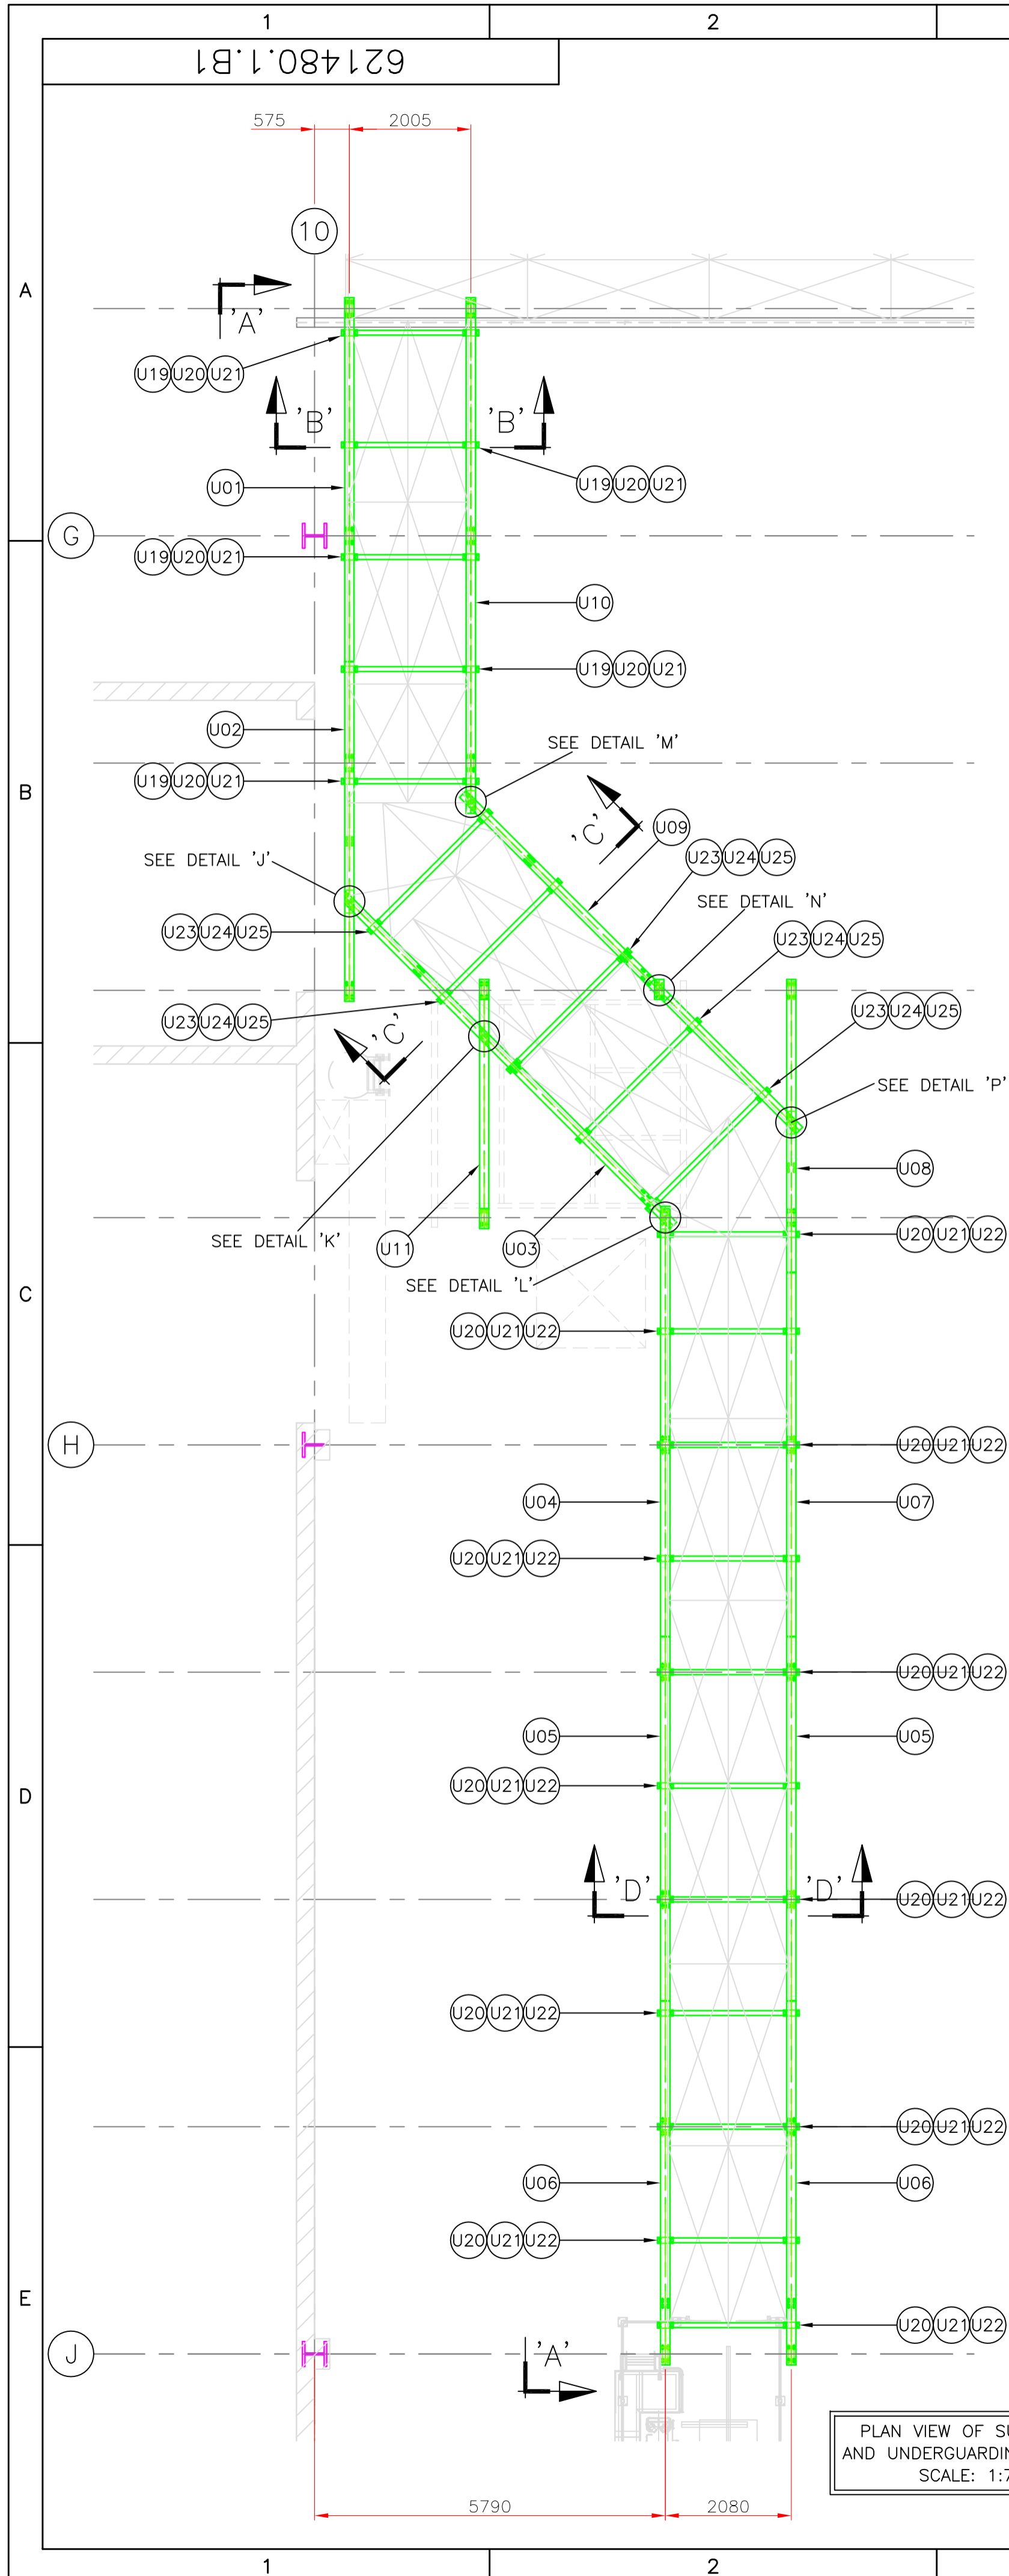 1 2
621480.1.B1
575 2005
10
A
'A'
U19 U20 U21
'B' 'B'
U19 U20 U21
U01
G
U19 U20 U21
U10
U19 U20 U21
U02
SEE DETAIL 'M'
U19 U20 U21
B
'C'
U09
U23 U24 U25
SEE DETAIL 'J'
SEE DETAIL 'N'
U23 U24 U25
U23 U24 U25
U23 U24 U25
U23 U24 U25
'C'
SEE DETAIL 'P'
U08
SEE DETAIL 'K'
U11
U03
U20 U21 U22
SEE DETAIL 'L'
C
U20 U21 U22
H
U20 U21 U22
U04
U07
U20 U21 U22
U20 U21 U22
U05
U05
U20 U21 U22
D
'D' 'D'
U20 U21 U22
U20 U21 U22
U20 U21 U22
U06
U06
U20 U21 U22
E
U20 U21 U22
J
'A'
PLAN VIEW OF
AND
SCALE:
5790 2080
1 2